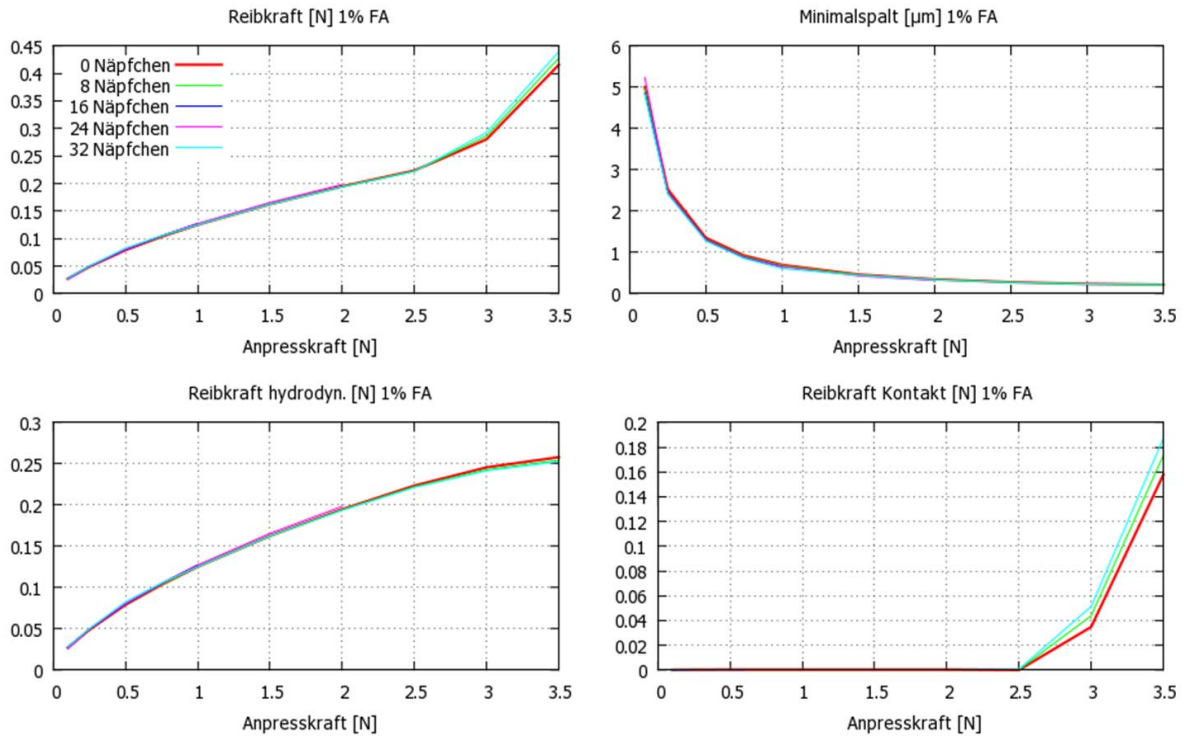 Reibkraft [N] 1% FA
0.45
0.4
0.35
0.3
0.25
0.2
0.15
0.1
0.05
0
0 Näpfchen
8 Näpfchen
16 Näpfchen
24 Näpfchen
32 Näpfchen
0 0.5 1 1.5 2 2.5 3 3.5
Anpresskraft [N]
Minimalspalt [µm] 1% FA
6
5
4
3
2
1
0
0 0.5 1 1.5 2 2.5 3 3.5
Anpresskraft [N]
Reibkraft hydrodyn. [N] 1% FA
0.3
0.25
0.2
0.15
0.1
0.05
0
0 0.5 1 1.5 2 2.5 3 3.5
Anpresskraft [N]
Reibkraft Kontakt [N] 1% FA
0.2
0.18
0.16
0.14
0.12
0.1
0.08
0.06
0.04
0.02
0
0 0.5 1 1.5 2 2.5 3 3.5
Anpresskraft [N]